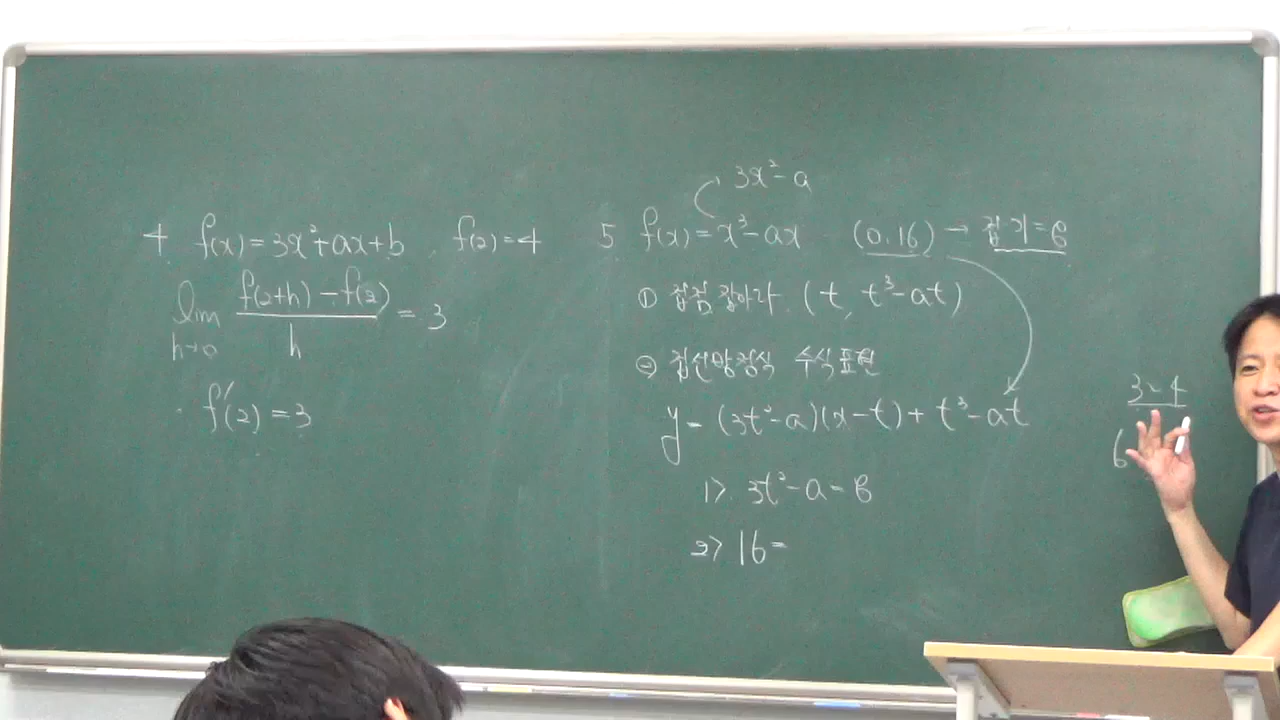 4. f(x) = 3x²+ax+b . f(2)=4
lim h→0 f(2+h) − f(2) / h = 3
f'(2) = 3
3x² − a
5 f(x) = x³ − ax (0.16) → 접기=8
① 접점 잡아라. (t, t³−at)
② 접선방정식 수식표현
y = (3t²−a)(x−t) + t³−at
1> 3t²−a = 8
2> 16=
3~4
6